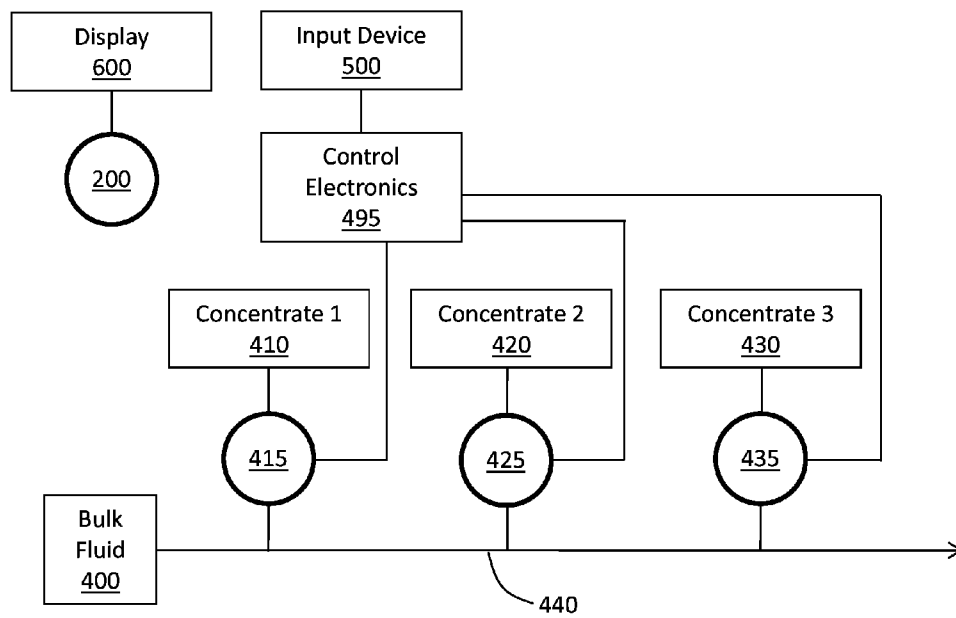 Display
600
Input Device
500
200
Control
Electronics
495
Concentrate 1
410
Concentrate 2
420
Concentrate 3
430
415
425
435
Bulk
Fluid
400
440